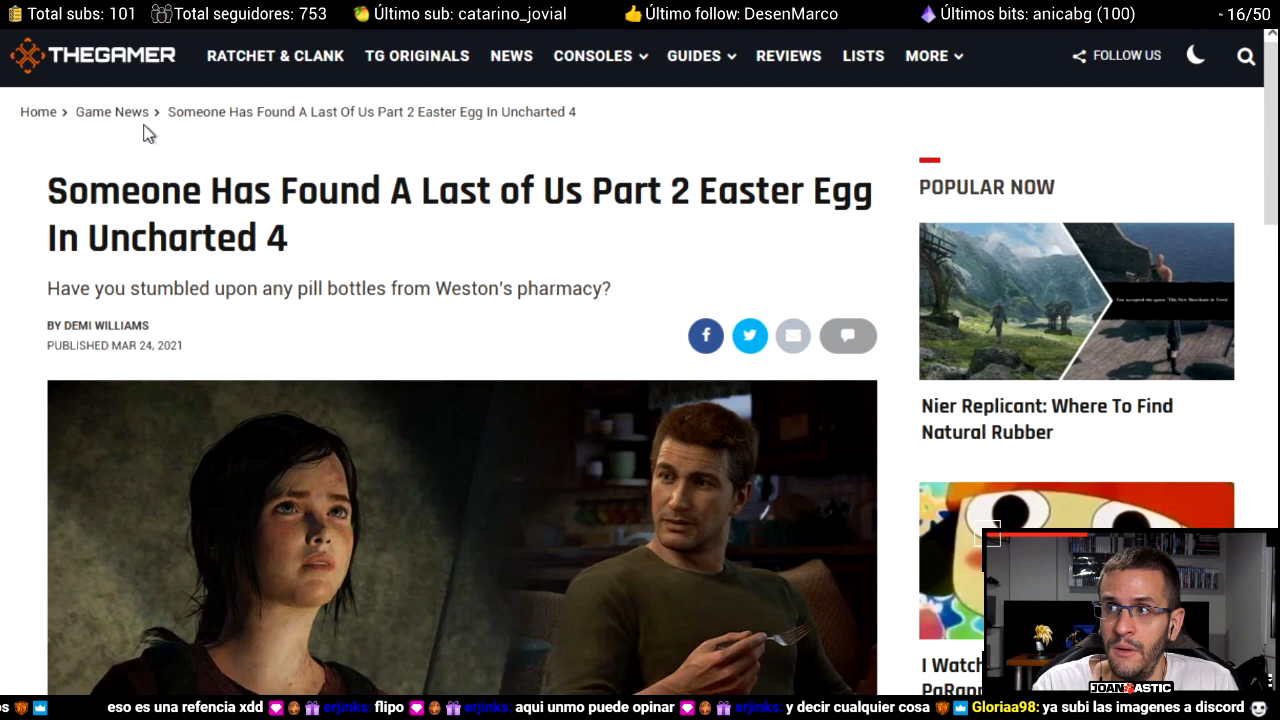 Total subs: 101 Total seguidores: 753 Último sub: catarino_jovial Último follow: DesenMarco Últimos bits: anicabg (100) - 16/50
THEGAMER RATCHET & CLANK TG ORIGINALS NEWS CONSOLES GUIDES REVIEWS LISTS MORE FOLLOW US
Home > Game News > Someone Has Found A Last Of Us Part 2 Easter Egg In Uncharted 4
Someone Has Found A Last of Us Part 2 Easter Egg
In Uncharted 4
Have you stumbled upon any pill bottles from Weston's pharmacy?
BY DEMI WILLIAMS
PUBLISHED MAR 24, 2021
POPULAR NOW
Nier Replicant: Where To Find
Natural Rubber
I Watch
PaRapp
JOANTASTIC
os eso es una refencia xdd erjinks: flipo erjinks: aqui unmo puede opinar erjinks: y decir cualquier cosa Gloriaa98: ya subi las imagenes a discord